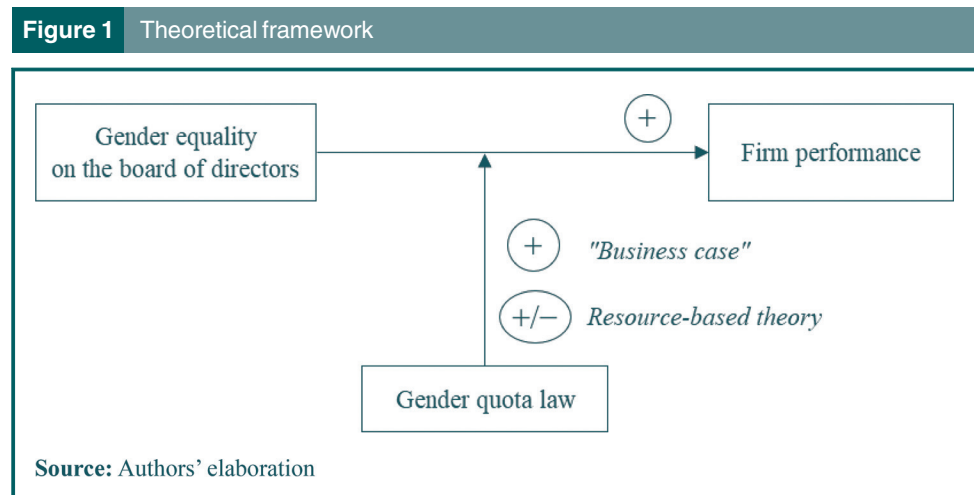 Figure 1 Theoretical framework
Gender equality
on the board of directors
+
Firm performance
+ "Business case"
+/− Resource-based theory
Gender quota law
Source: Authors' elaboration